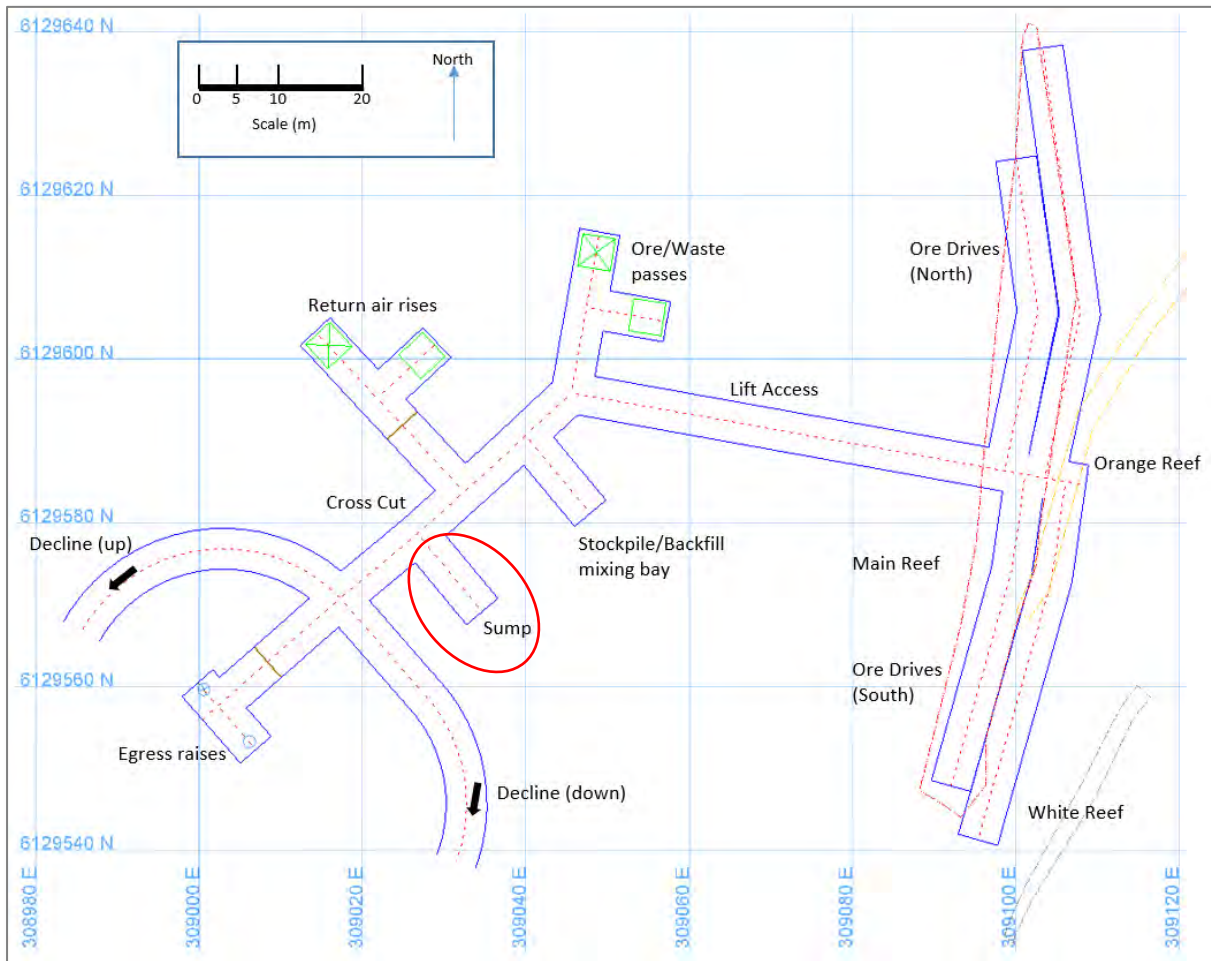 6129640 N
North
0 5 10 20
Scale (m)
6129620 N
Ore/Waste
passes
Ore Drives
(North)
Return air rises
6129600 N
Lift Access
Orange Reef
Cross Cut
6129580 N
Decline (up)
Stockpile/Backfill
mixing bay
Main Reef
Sump
Ore Drives
(South)
6129560 N
Egress raises
Decline (down)
White Reef
6129540 N
308980 E
309000 E
309020 E
309040 E
309060 E
309080 E
309100 E
309120 E